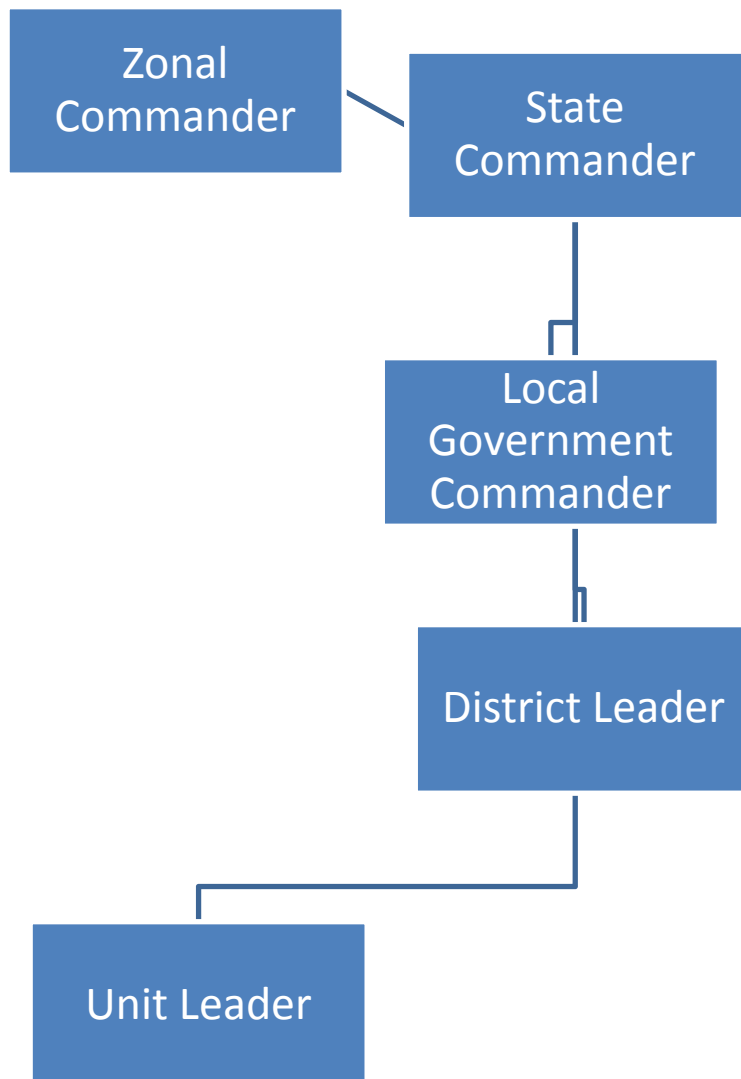 Zonal
Commander
State
Commander
Local
Government
Commander
District Leader
Unit Leader